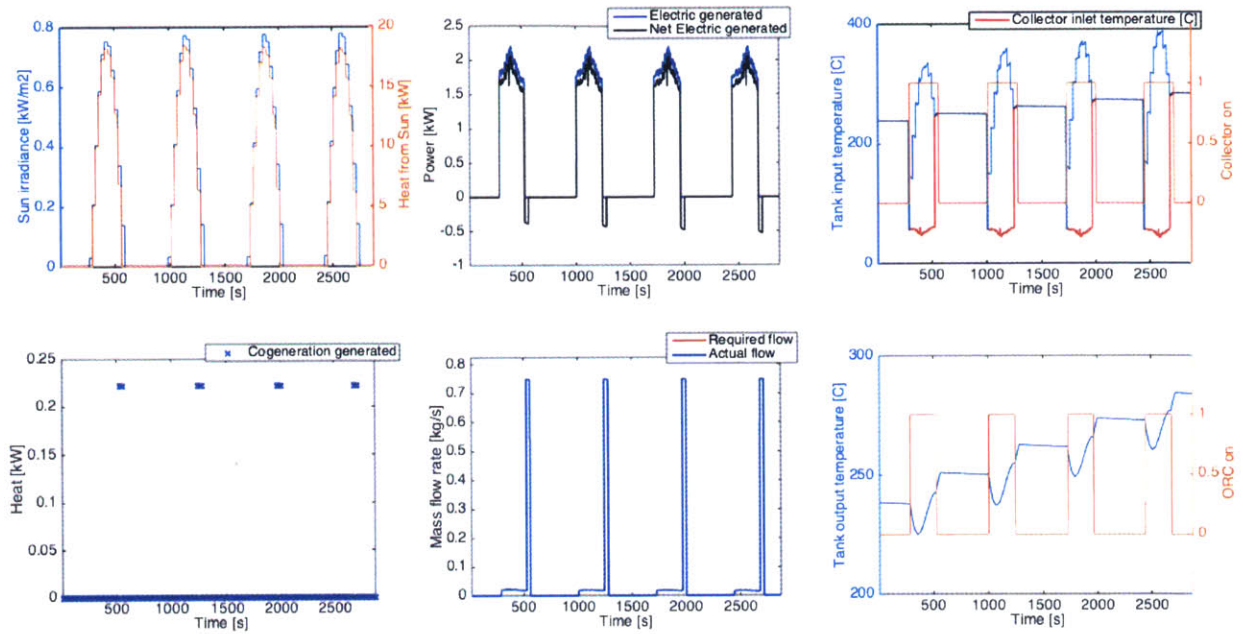 Sun irradiance [kW/m2]
0.8
0.6
0.4
0.2
0
Heat from Sun [kW]
20
15
10
5
0
500 1000 1500 2000 2500
Time [s]
Electric generated
Net Electric generated
Power [kW]
2.5
2
1.5
1
0.5
0
-0.5
-1
500 1000 1500 2000 2500
Time [s]
Collector inlet temperature [C]
Tank input temperature [C]
400
200
0
Collector on
1
0.5
0
500 1000 1500 2000 2500
Time [s]
Cogeneration generated
Heat [kW]
0.25
0.2
0.15
0.1
0.05
0
500 1000 1500 2000 2500
Time [s]
Required flow
Actual flow
Mass flow rate [kg/s]
0.8
0.7
0.6
0.5
0.4
0.3
0.2
0.1
0
500 1000 1500 2000 2500
Time [s]
Tank output temperature [C]
300
250
200
ORC on
1
0.5
0
500 1000 1500 2000 2500
Time [s]